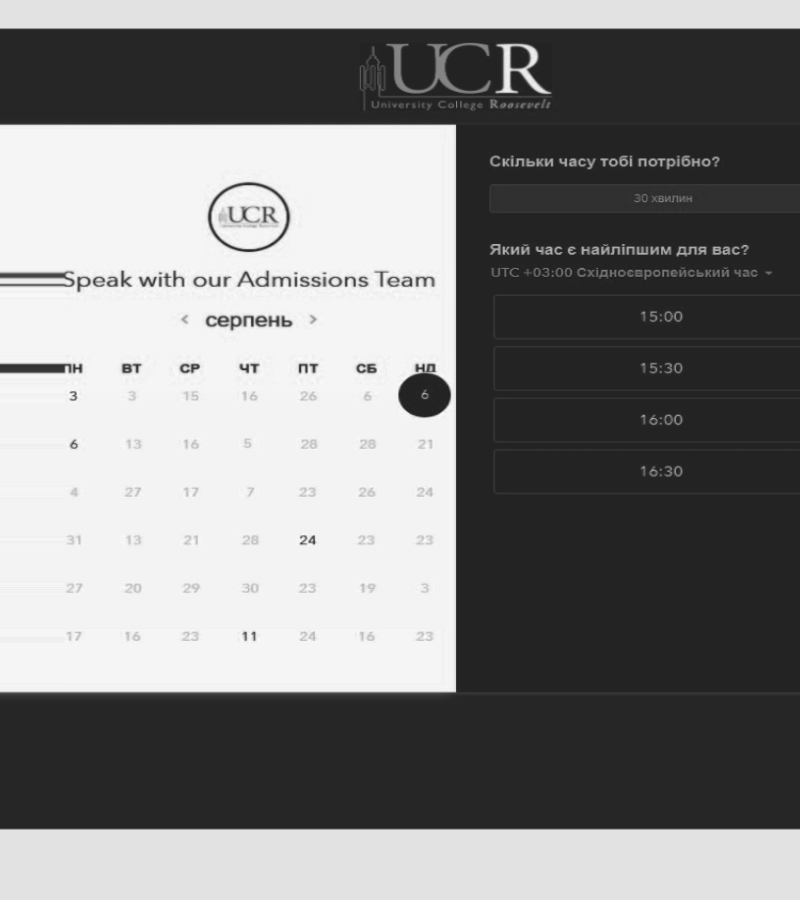 UCR
University College Roosevelt
UCR
Speak with our Admissions Team
< серпень >
ПН ВТ СР ЧТ ПТ СБ НД
3 3 15 16 26 6 6
6 13 16 5 28 28 21
4 27 17 7 23 26 24
31 13 21 28 24 23 23
27 20 29 30 23 19 3
17 16 23 11 24 16 23
Скільки часу тобі потрібно?
30 хвилин
Який час є найліпшим для вас?
UTC +03:00 Східноєвропейський час
15:00
15:30
16:00
16:30